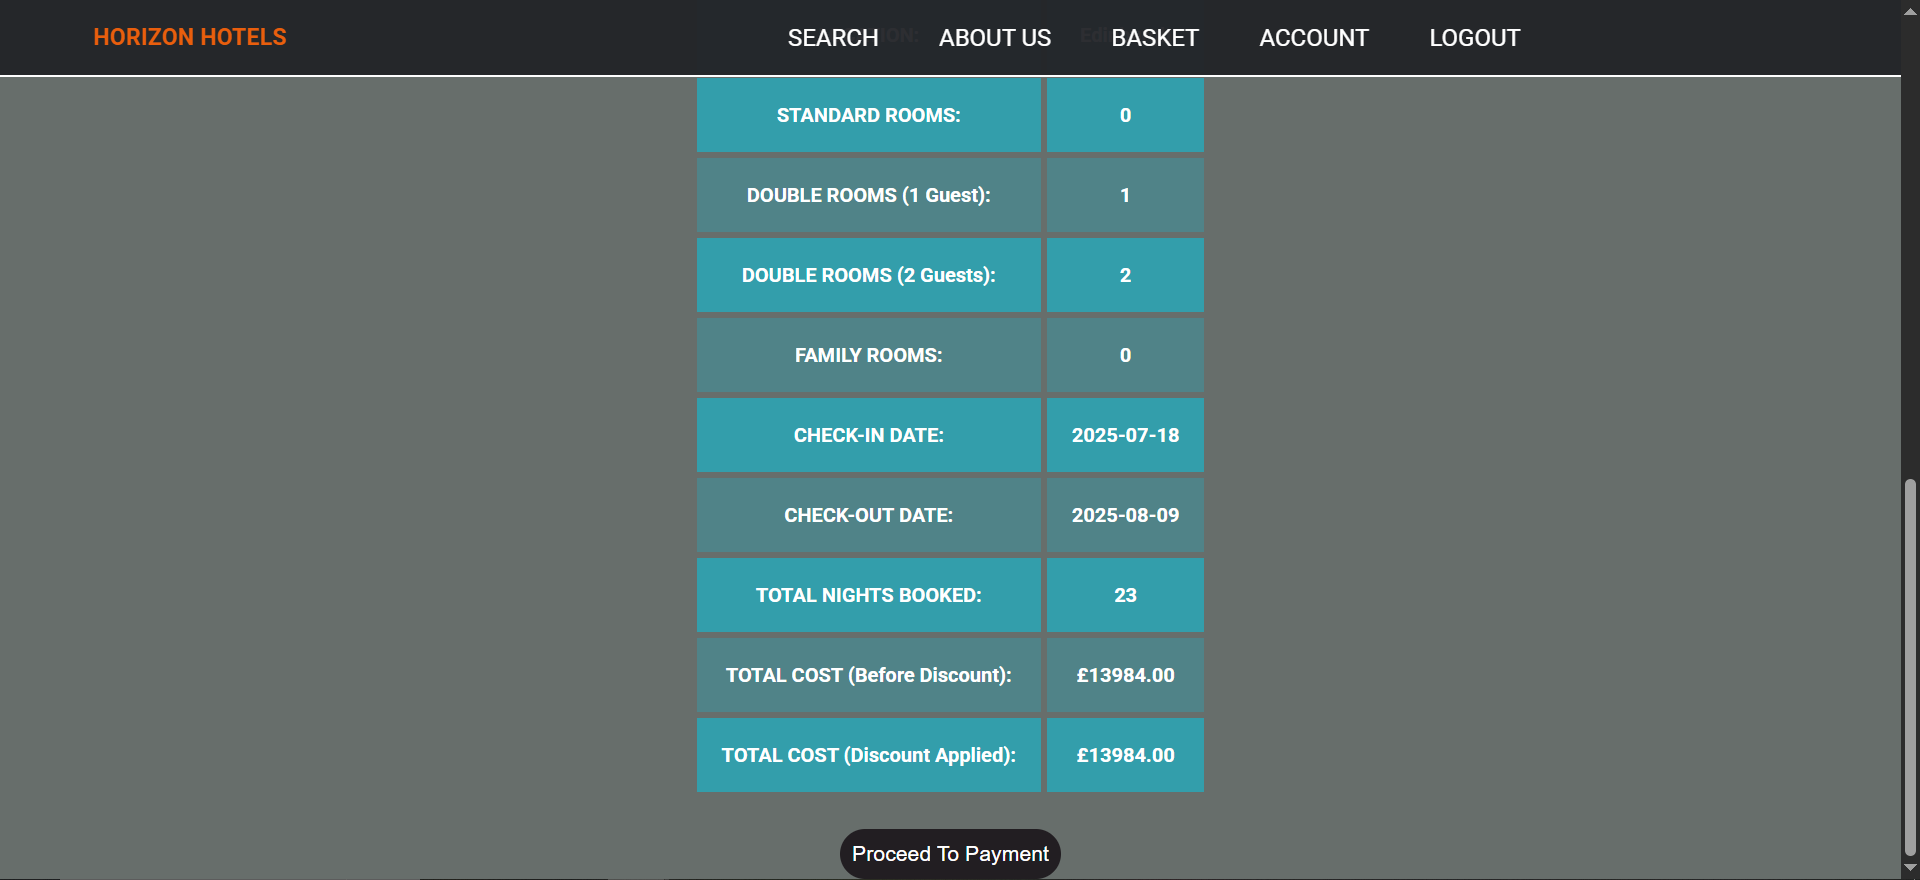 HORIZON HOTELS
SEARCH ABOUT US BASKET ACCOUNT LOGOUT
STANDARD ROOMS: 0
DOUBLE ROOMS (1 Guest): 1
DOUBLE ROOMS (2 Guests): 2
FAMILY ROOMS: 0
CHECK-IN DATE: 2025-07-18
CHECK-OUT DATE: 2025-08-09
TOTAL NIGHTS BOOKED: 23
TOTAL COST (Before Discount): £13984.00
TOTAL COST (Discount Applied): £13984.00
Proceed To Payment